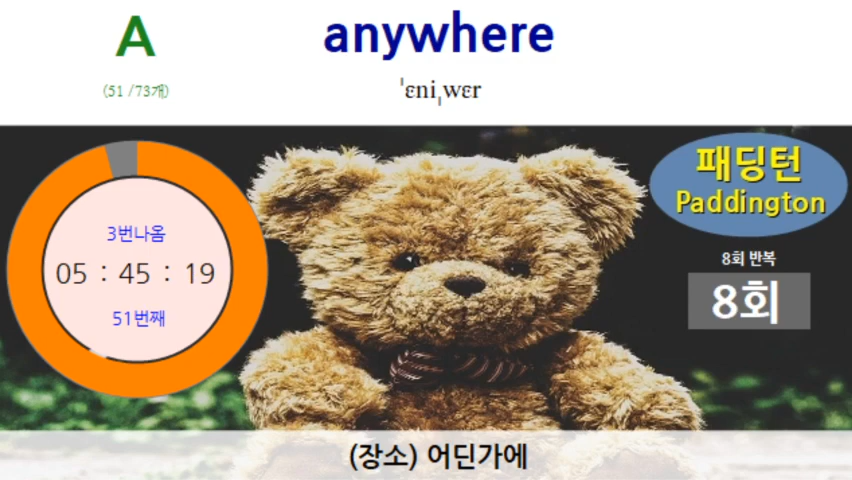 A
(51 /73개)
anywhere
ˈɛniˌwɛr
패딩턴
Paddington
8회 반복
8회
3번나옴
05 : 45 : 19
51번째
(장소) 어딘가에